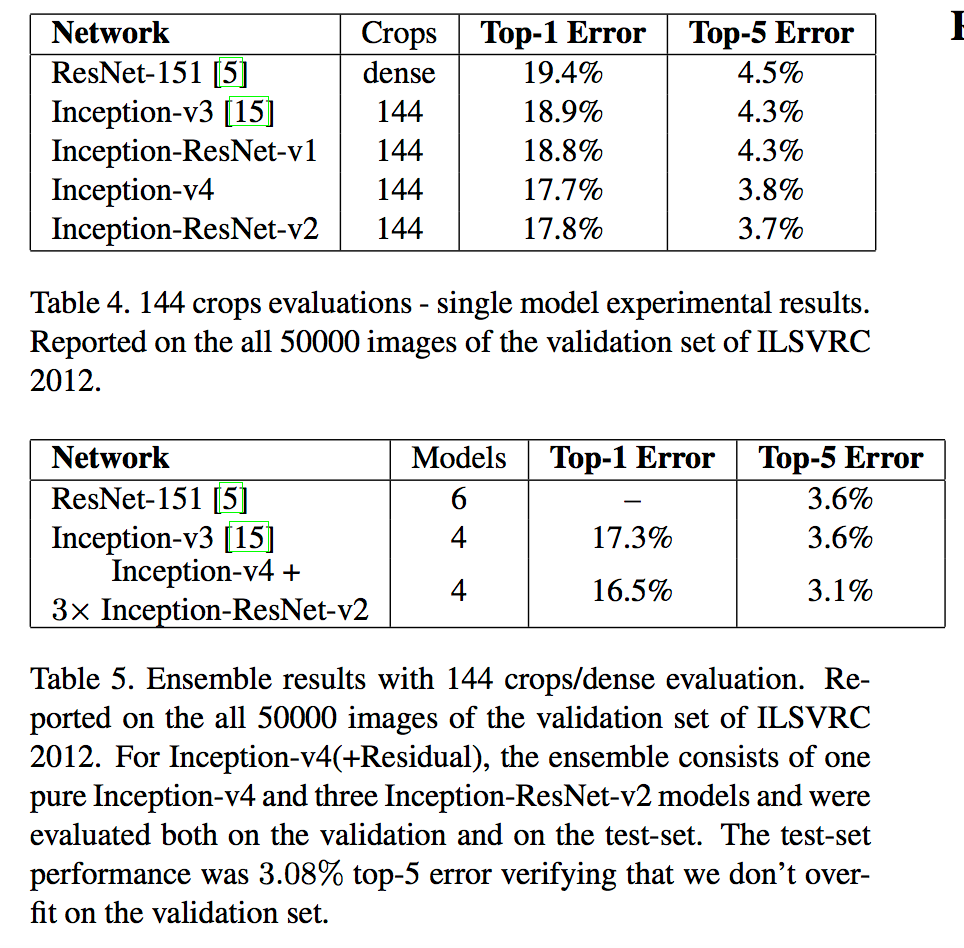 Network Crops Top-1 Error Top-5 Error
ResNet-151 [5] dense 19.4% 4.5%
Inception-v3 [15] 144 18.9% 4.3%
Inception-ResNet-v1 144 18.8% 4.3%
Inception-v4 144 17.7% 3.8%
Inception-ResNet-v2 144 17.8% 3.7%
Table 4. 144 crops evaluations - single model experimental results.
Reported on the all 50000 images of the validation set of ILSVRC
2012.
Network Models Top-1 Error Top-5 Error
ResNet-151 [5] 6 – 3.6%
Inception-v3 [15] 4 17.3% 3.6%
Inception-v4 +
3× Inception-ResNet-v2 4 16.5% 3.1%
Table 5. Ensemble results with 144 crops/dense evaluation. Re-
ported on the all 50000 images of the validation set of ILSVRC
2012. For Inception-v4(+Residual), the ensemble consists of one
pure Inception-v4 and three Inception-ResNet-v2 models and were
evaluated both on the validation and on the test-set. The test-set
performance was 3.08% top-5 error verifying that we don't over-
fit on the validation set.